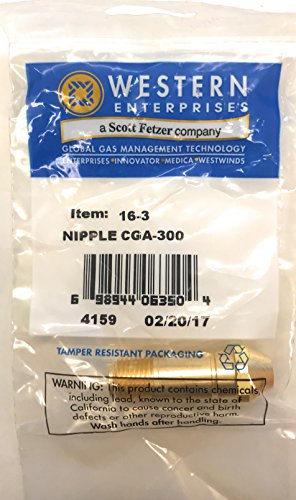 WESTERN
ENTERPRISES
a Scott Fetzer company
GLOBAL GAS MANAGEMENT TECHNOLOGY
ENTERPRISES • INNOVATOR • MEDICA • WESTWINDS
Item: 16-3
NIPPLE CGA-300
6 98944 06350 4
4159 02/20/17
TAMPER RESISTANT PACKAGING
WARNING: This product contains chemicals,
including lead, known to the state of
California to cause cancer and birth
defects or other reproductive harm.
Wash hands after handling.